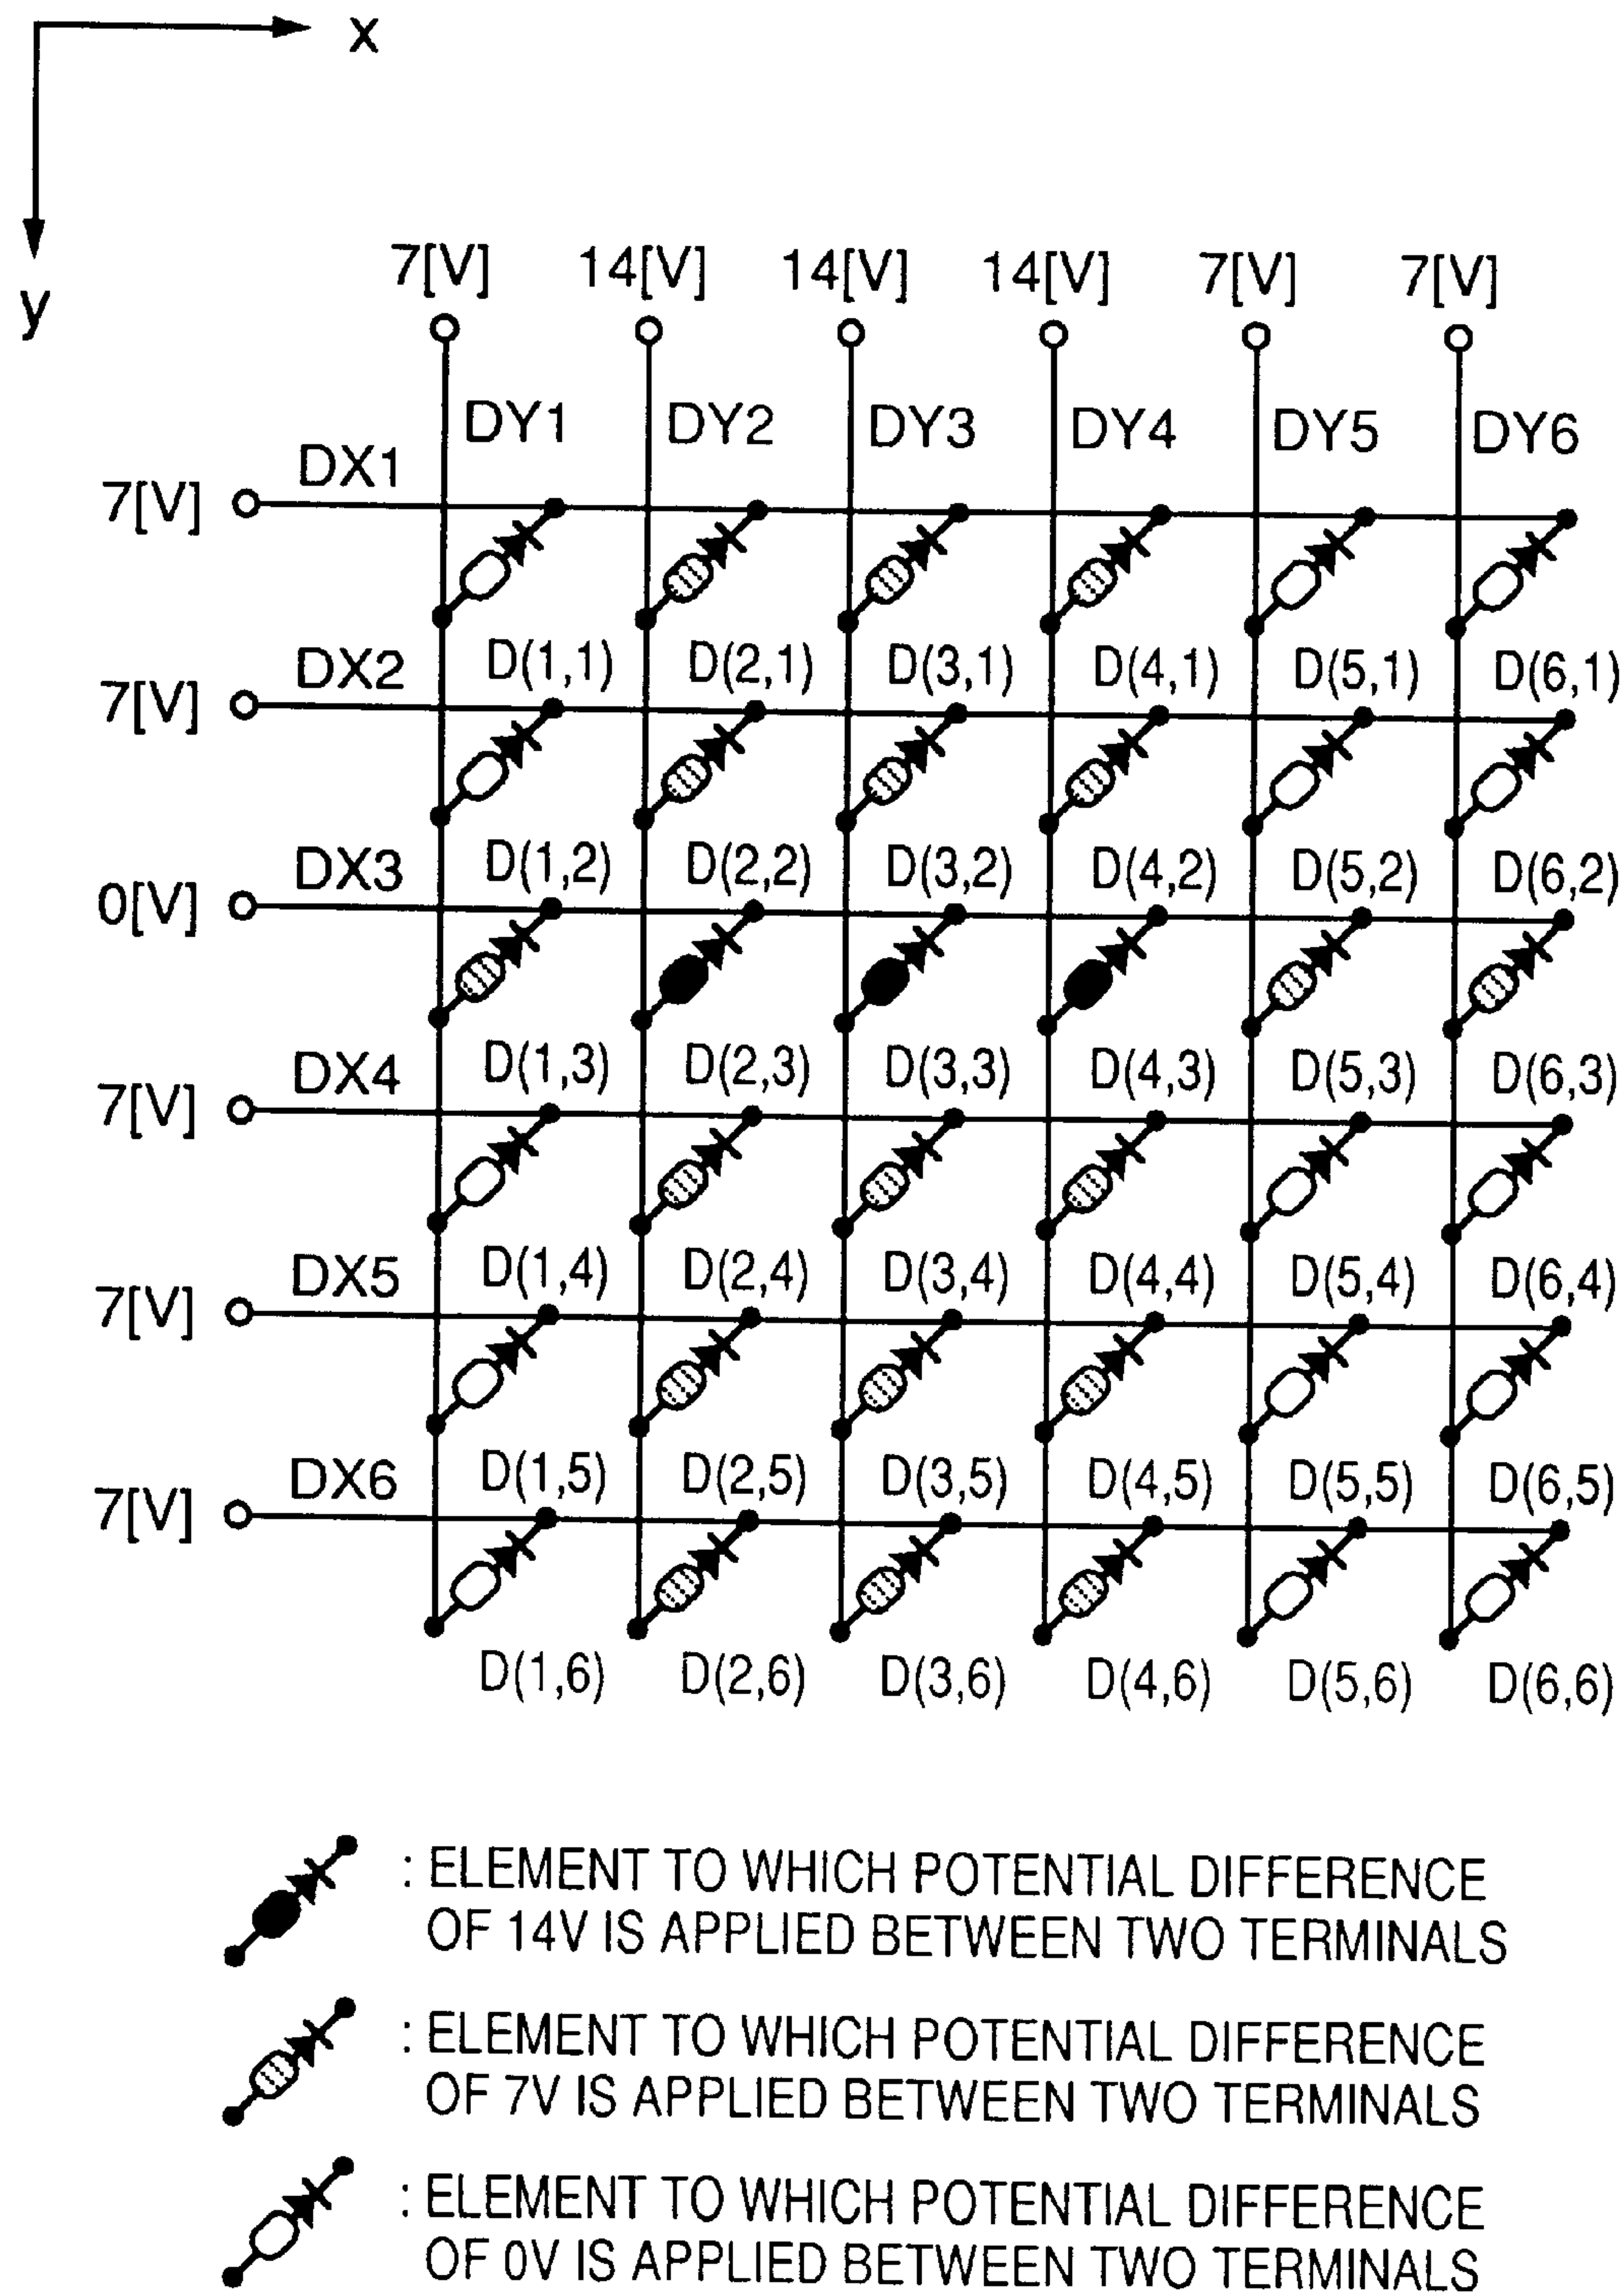 x
y
7[V] 14[V] 14[V] 14[V] 7[V] 7[V]
DY1 DY2 DY3 DY4 DY5 DY6
7[V] DX1
D(1,1) D(2,1) D(3,1) D(4,1) D(5,1) D(6,1)
7[V] DX2
D(1,2) D(2,2) D(3,2) D(4,2) D(5,2) D(6,2)
0[V] DX3
D(1,3) D(2,3) D(3,3) D(4,3) D(5,3) D(6,3)
7[V] DX4
D(1,4) D(2,4) D(3,4) D(4,4) D(5,4) D(6,4)
7[V] DX5
D(1,5) D(2,5) D(3,5) D(4,5) D(5,5) D(6,5)
7[V] DX6
D(1,6) D(2,6) D(3,6) D(4,6) D(5,6) D(6,6)
: ELEMENT TO WHICH POTENTIAL DIFFERENCE
OF 14V IS APPLIED BETWEEN TWO TERMINALS
: ELEMENT TO WHICH POTENTIAL DIFFERENCE
OF 7V IS APPLIED BETWEEN TWO TERMINALS
: ELEMENT TO WHICH POTENTIAL DIFFERENCE
OF 0V IS APPLIED BETWEEN TWO TERMINALS